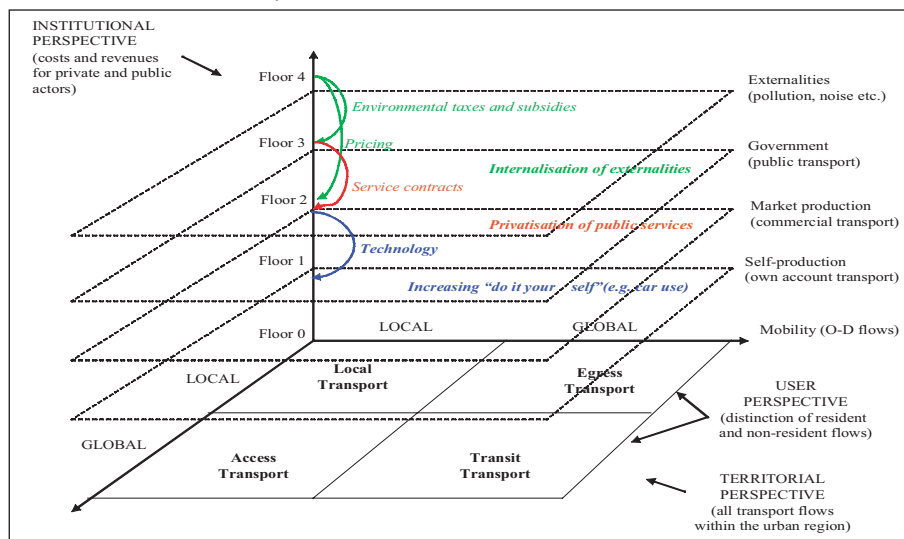 INSTITUTIONAL
PERSPECTIVE
(costs and revenues
for private and public
actors)
Floor 4
Externalities
(pollution, noise etc.)
Environmental taxes and subsidies
Floor 3
Pricing
Government
(public transport)
Internalisation of externalities
Service contracts
Floor 2
Market production
(commercial transport)
Privatisation of public services
Technology
Floor 1
Self-production
(own account transport)
Increasing “do it your self”(e.g. car use)
Floor 0
LOCAL
GLOBAL
Mobility (O-D flows)
LOCAL
Local
Transport
Egress
Transport
USER
PERSPECTIVE
(distinction of resident
and non-resident flows)
GLOBAL
Access
Transport
Transit
Transport
TERRITORIAL
PERSPECTIVE
(all transport flows
within the urban region)